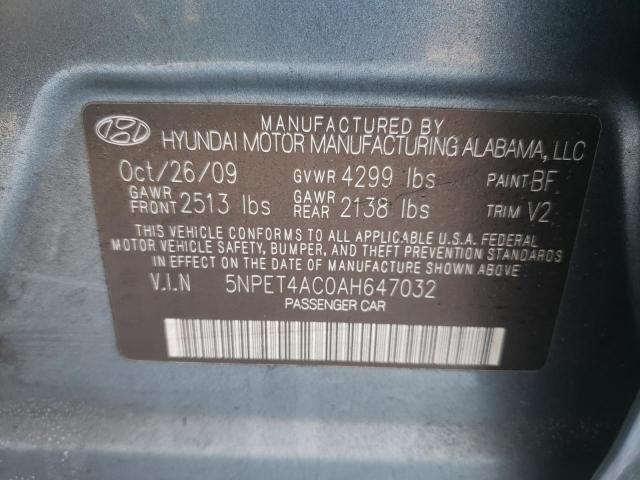 MANUFACTURED BY
HYUNDAI MOTOR MANUFACTURING ALABAMA, LLC
Oct/26/09 GVWR 4299 lbs PAINT BF
GAWR FRONT 2513 lbs GAWR REAR 2138 lbs TRIM V2
THIS VEHICLE CONFORMS TO ALL APPLICABLE U.S.A. FEDERAL
MOTOR VEHICLE SAFETY, BUMPER, AND THEFT PREVENTION STANDARDS
IN EFFECT ON THE DATE OF MANUFACTURE SHOWN ABOVE.
V.I.N 5NPET4AC0AH647032
PASSENGER CAR